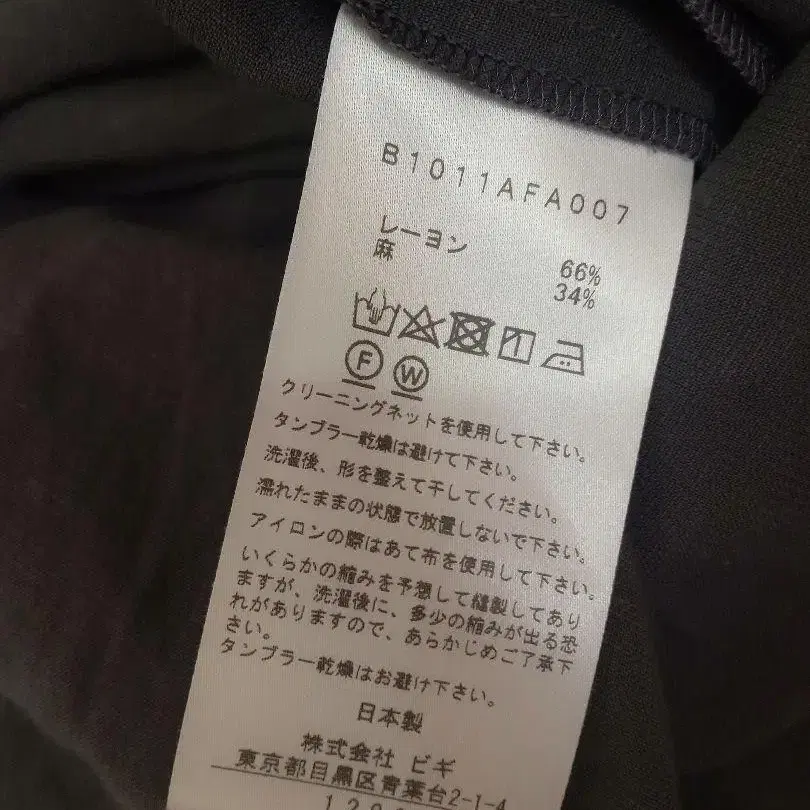 B1011AFA007
レーヨン 66%
麻 34%
F W
クリーニングネットを使用して下さい。
タンブラー乾燥は避けて下さい。
洗濯後、形を整えて干してください。
濡れたままの状態で放置しないで下さい。
アイロンの際はあて布を使用して下さい。
いくらかの縮みを予想して縫製してあり
ますが、洗濯後に、多少の縮みが出る恐
れがありますので、あらかじめご了承下
さい。
タンブラー乾燥はお避け下さい。
日本製
株式会社 ビギ
東京都目黒区青葉台2-1-4